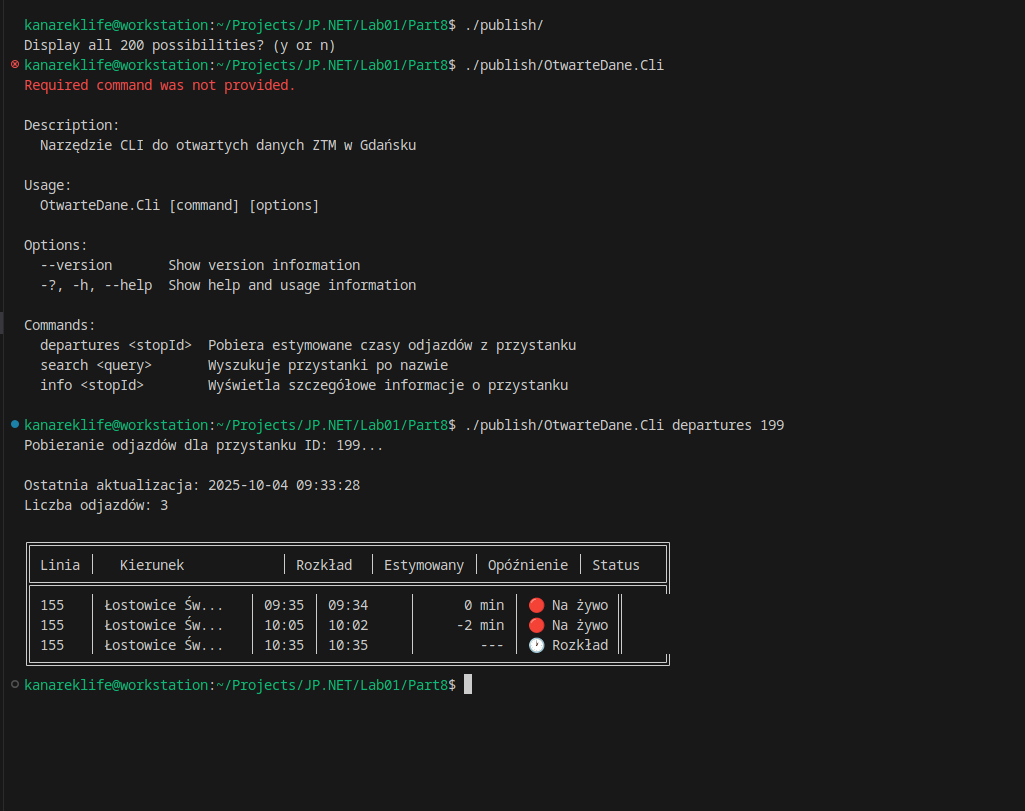 kanareklife@workstation:~/Projects/JP.NET/Lab01/Part8$ ./publish/
Display all 200 possibilities? (y or n)
kanareklife@workstation:~/Projects/JP.NET/Lab01/Part8$ ./publish/OtwarteDane.Cli
Required command was not provided.
Description:
Narzędzie CLI do otwartych danych ZTM w Gdańsku
Usage:
OtwarteDane.Cli [command] [options]
Options:
--version Show version information
-?, -h, --help Show help and usage information
Commands:
departures <stopId> Pobiera estymowane czasy odjazdów z przystanku
search <query> Wyszukuje przystanki po nazwie
info <stopId> Wyświetla szczegółowe informacje o przystanku
kanareklife@workstation:~/Projects/JP.NET/Lab01/Part8$ ./publish/OtwarteDane.Cli departures 199
Pobieranie odjazdów dla przystanku ID: 199...
Ostatnia aktualizacja: 2025-10-04 09:33:28
Liczba odjazdów: 3
Linia │ Kierunek │ Rozkład │ Estymowany │ Opóźnienie │ Status
155 │ Łostowice Św... │ 09:35 │ 09:34 │ 0 min │ 🔴 Na żywo ║
155 │ Łostowice Św... │ 10:05 │ 10:02 │ -2 min │ 🔴 Na żywo ║
155 │ Łostowice Św... │ 10:35 │ 10:35 │ --- │ 🕐 Rozkład ║
kanareklife@workstation:~/Projects/JP.NET/Lab01/Part8$